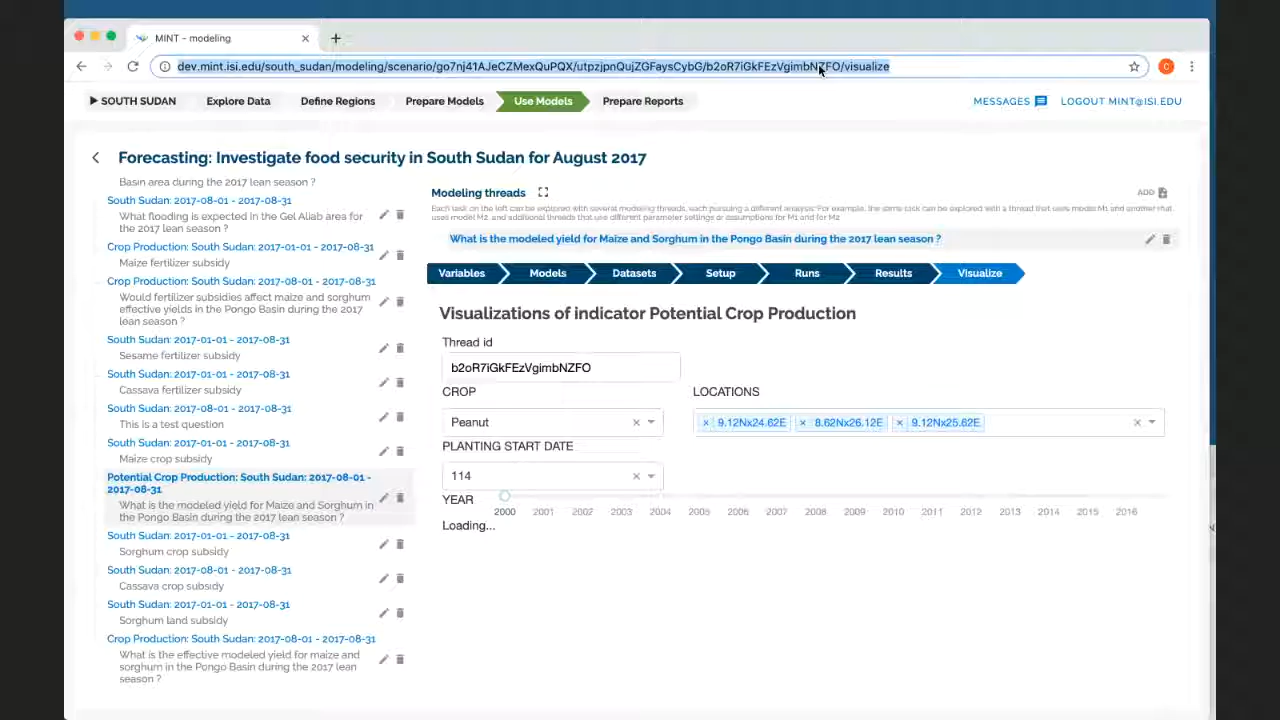 MINT - modeling
dev.mint.isi.edu/south_sudan/modeling/scenario/go7nj41AJeCZMexQuPQX/utpzjpnQujZGFaysCybG/b2oR7iGkFEzVgimbNZFO/visualize
SOUTH SUDAN Explore Data Define Regions Prepare Models Use Models Prepare Reports MESSAGES LOGOUT MINT@ISI.EDU
Forecasting: Investigate food security in South Sudan for August 2017
Basin area during the 2017 lean season ?
South Sudan: 2017-08-01 - 2017-08-31
What flooding is expected in the Gel Aliab area for
the 2017 lean season ?
Crop Production: South Sudan: 2017-01-01 - 2017-08-31
Maize fertilizer subsidy
Crop Production: South Sudan: 2017-08-01 - 2017-08-31
Would fertilizer subsidies affect maize and sorghum
effective yields in the Pongo Basin during the 2017
lean season ?
South Sudan: 2017-01-01 - 2017-08-31
Sesame fertilizer subsidy
South Sudan: 2017-01-01 - 2017-08-31
Cassava fertilizer subsidy
South Sudan: 2017-08-01 - 2017-08-31
This is a test question
South Sudan: 2017-01-01 - 2017-08-31
Maize crop subsidy
Potential Crop Production: South Sudan: 2017-08-01 -
2017-08-31
What is the modeled yield for Maize and Sorghum in
the Pongo Basin during the 2017 lean season ?
South Sudan: 2017-01-01 - 2017-08-31
Sorghum crop subsidy
South Sudan: 2017-08-01 - 2017-08-31
Cassava crop subsidy
South Sudan: 2017-01-01 - 2017-08-31
Sorghum land subsidy
Crop Production: South Sudan: 2017-08-01 - 2017-08-31
What is the effective modeled yield for maize and
sorghum in the Pongo Basin during the 2017 lean
season ?
Modeling threads
ADD
Each task on the left can be explored with several modeling threads, each pursuing a different analysis. For example, the same task can be explored with a thread that uses model M1 and another that
uses model M2, and additional threads that use different parameter settings or assumptions for M1 and for M2
What is the modeled yield for Maize and Sorghum in the Pongo Basin during the 2017 lean season ?
Variables Models Datasets Setup Runs Results Visualize
Visualizations of indicator Potential Crop Production
Thread id
b2oR7iGkFEzVgimbNZFO
CROP LOCATIONS
Peanut × × 9.12Nx24.62E × 8.62Nx26.12E × 9.12Nx25.62E ×
PLANTING START DATE
114 ×
YEAR
2000 2001 2002 2003 2004 2005 2006 2007 2008 2009 2010 2011 2012 2013 2014 2015 2016
Loading...